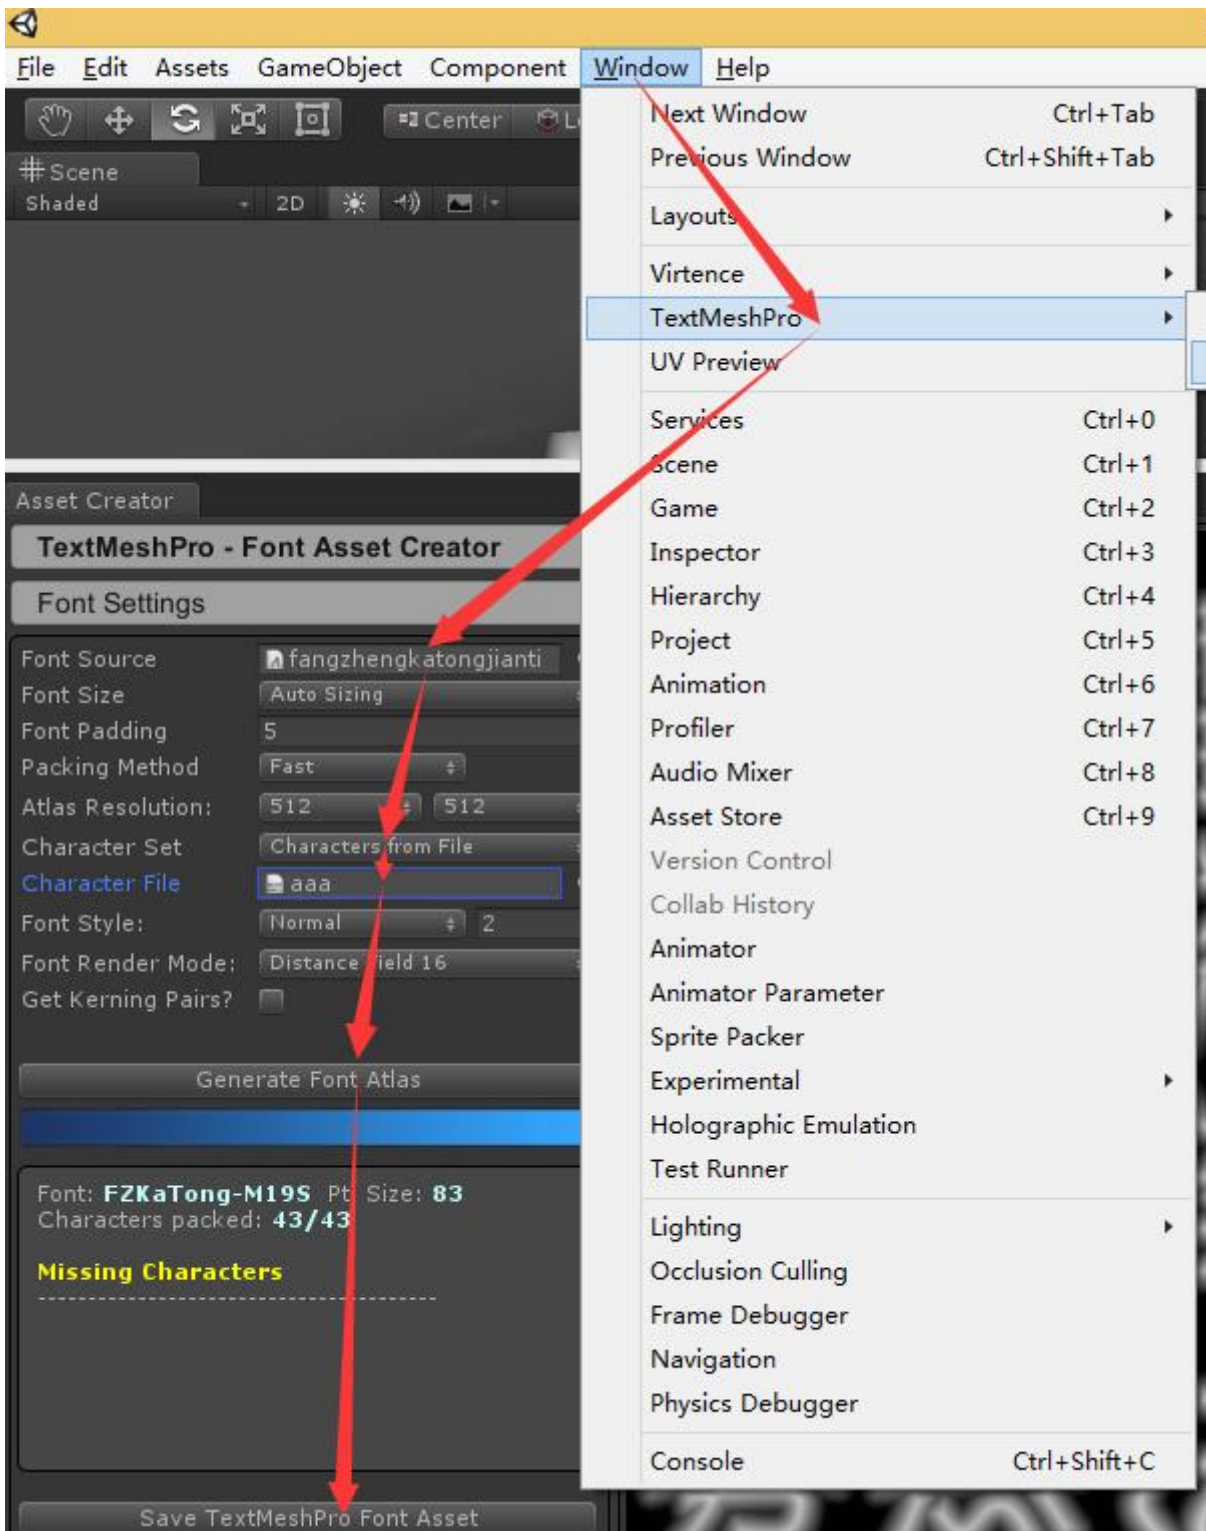 File Edit Assets GameObject Component Window Help
Center
Scene
Shaded 2D
Next Window Ctrl+Tab
Previous Window Ctrl+Shift+Tab
Layouts
Virtence
TextMeshPro
UV Preview
Services Ctrl+0
Scene Ctrl+1
Game Ctrl+2
Inspector Ctrl+3
Hierarchy Ctrl+4
Project Ctrl+5
Animation Ctrl+6
Profiler Ctrl+7
Audio Mixer Ctrl+8
Asset Store Ctrl+9
Version Control
Collab History
Animator
Animator Parameter
Sprite Packer
Experimental
Holographic Emulation
Test Runner
Lighting
Occlusion Culling
Frame Debugger
Navigation
Physics Debugger
Console Ctrl+Shift+C
Asset Creator
TextMeshPro - Font Asset Creator
Font Settings
Font Source fangzhengkatongjianti
Font Size Auto Sizing
Font Padding 5
Packing Method Fast
Atlas Resolution: 512 512
Character Set Characters from File
Character File aaa
Font Style: Normal 2
Font Render Mode: Distance Field 16
Get Kerning Pairs?
Generate Font Atlas
Font: FZKaTong-M19S Pt. Size: 83
Characters packed: 43/43
Missing Characters
----------------------------------------
Save TextMeshPro Font Asset